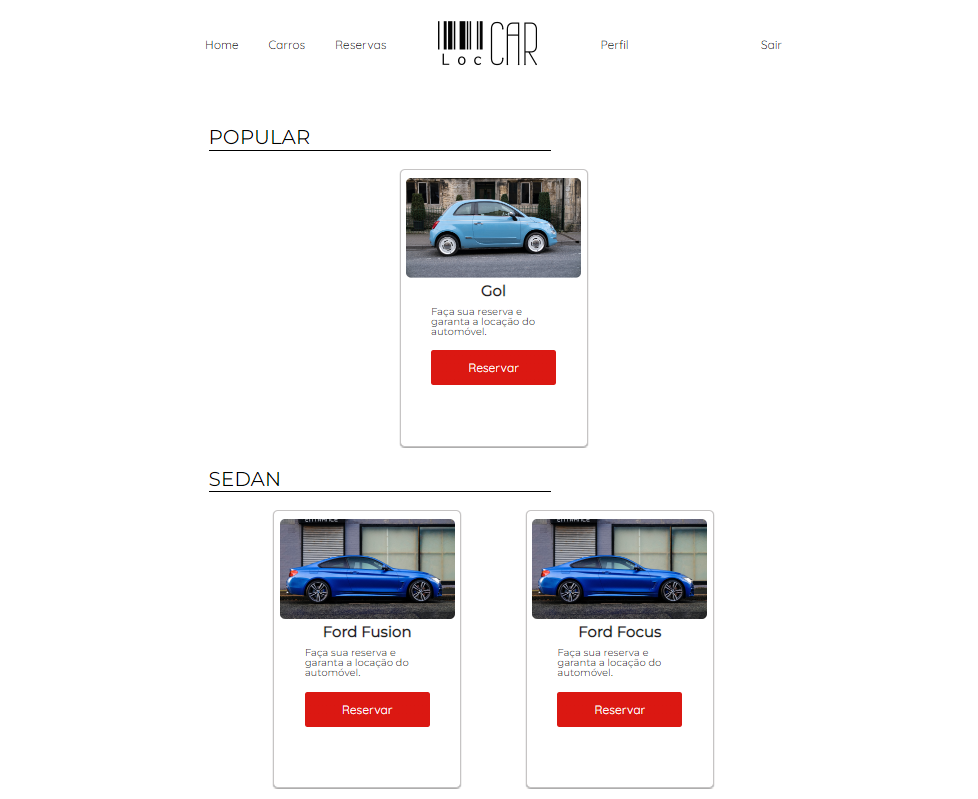 Home Carros Reservas Loc CAR Perfil Sair
POPULAR
Gol
Faça sua reserva e
garanta a locação do
automóvel.
Reservar
SEDAN
ENTRANCE
Ford Fusion
Faça sua reserva e
garanta a locação do
automóvel.
Reservar
ENTRANCE
Ford Focus
Faça sua reserva e
garanta a locação do
automóvel.
Reservar